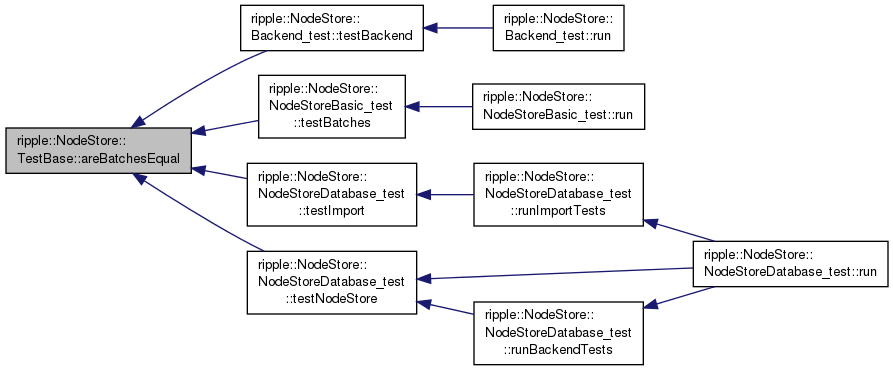 ripple::NodeStore::
Backend_test::testBackend
ripple::NodeStore::
Backend_test::run
ripple::NodeStore::
NodeStoreBasic_test
::testBatches
ripple::NodeStore::
NodeStoreBasic_test::run
ripple::NodeStore::
TestBase::areBatchesEqual
ripple::NodeStore::
NodeStoreDatabase_test
::testImport
ripple::NodeStore::
NodeStoreDatabase_test
::runImportTests
ripple::NodeStore::
NodeStoreDatabase_test::run
ripple::NodeStore::
NodeStoreDatabase_test
::testNodeStore
ripple::NodeStore::
NodeStoreDatabase_test
::runBackendTests